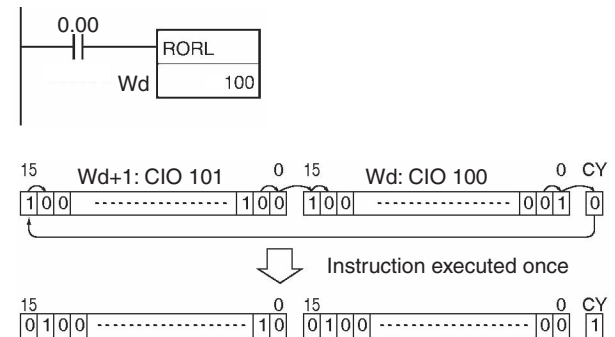 0.00
RORL
Wd 100
15 Wd+1: CIO 101 0 15 Wd: CIO 100 0 CY
1 0 0 1 0 0 1 0 0 0 0 1 0
Instruction executed once
15 0 15 0 CY
0 1 0 0 1 0 0 1 0 0 0 0 1